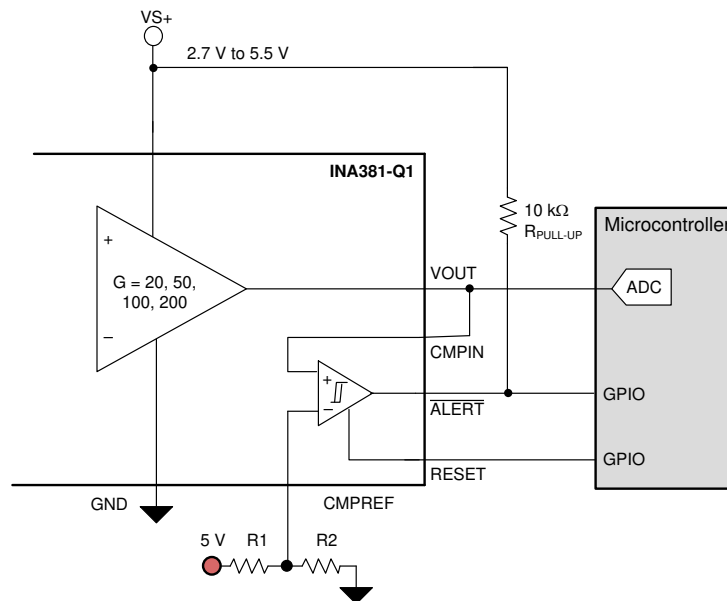 VS+
2.7 V to 5.5 V
INA381-Q1
10 kΩ
RPULL-UP
Microcontroller
+
G = 20, 50,
100, 200
–
VOUT
ADC
CMPIN
+
–
ALERT
GPIO
RESET
GPIO
GND
CMPREF
5 V
R1
R2